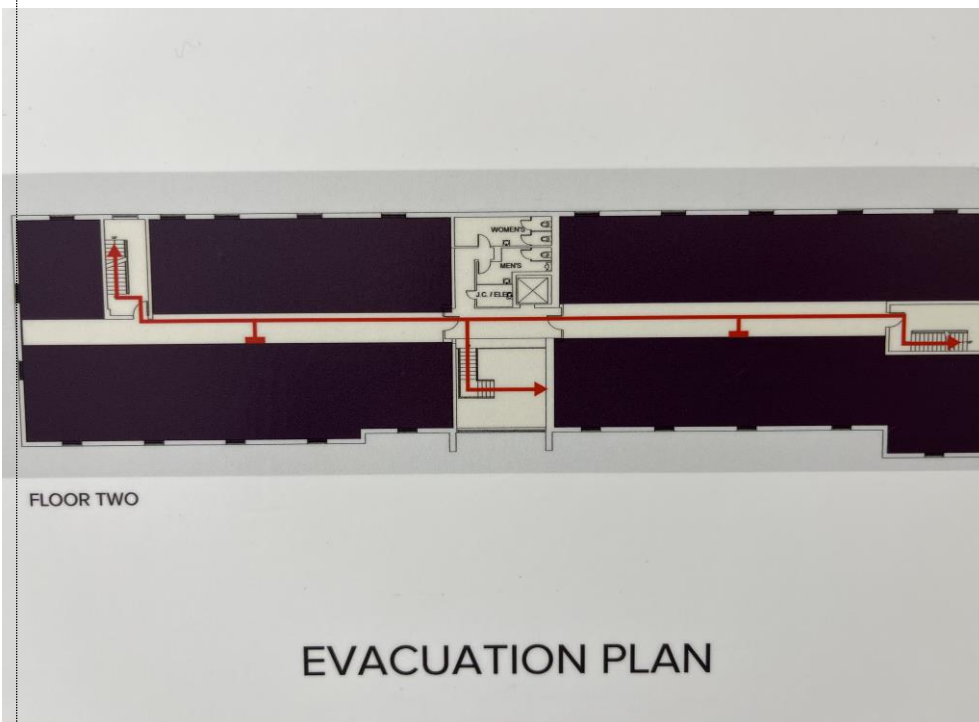 WOMEN'S
MEN'S
J.C. / ELEC
FLOOR TWO
EVACUATION PLAN